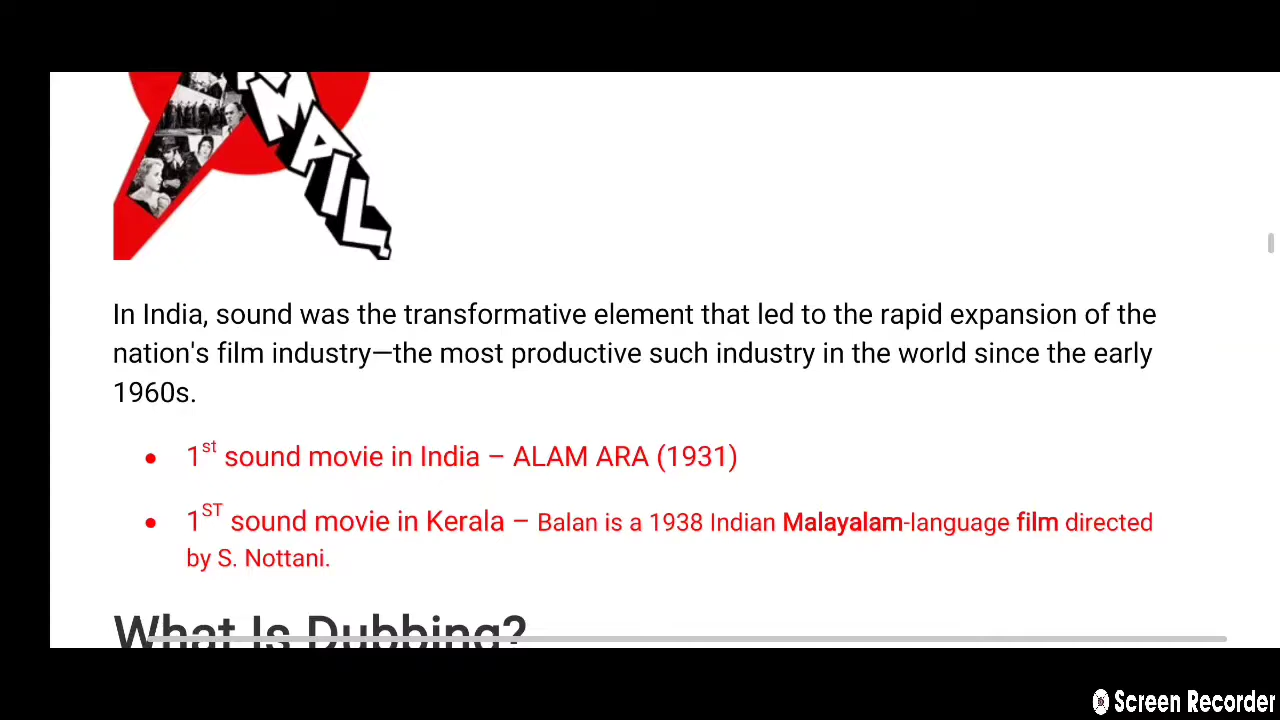 MAIL.
In India, sound was the transformative element that led to the rapid expansion of the
nation's film industry—the most productive such industry in the world since the early
1960s.
• 1st sound movie in India – ALAM ARA (1931)
• 1ST sound movie in Kerala – Balan is a 1938 Indian Malayalam-language film directed
by S. Nottani.
What Is Dubbing?
Screen Recorder